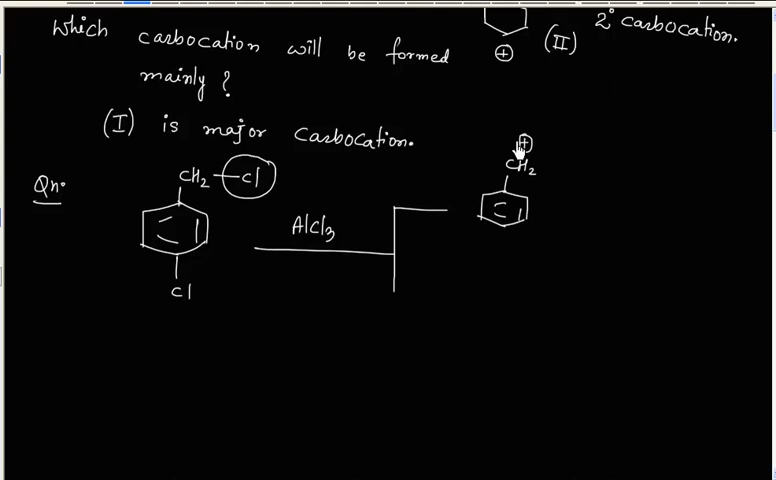 Which carbocation will be formed
mainly?
⊕ (II) 2° carbocation.
(I) is major carbocation.
Qn.
CH2—Cl
Cl
AlCl3
⊕
CH2